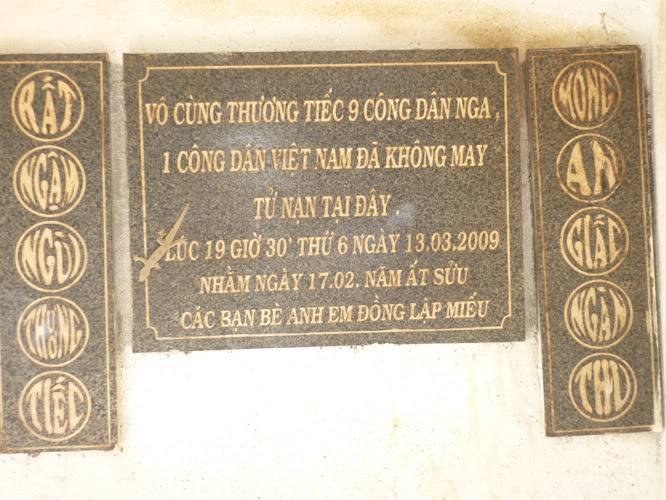 RẤT
NGẬM
NGÙI
THƯƠNG
TIẾC
VÔ CÙNG THƯƠNG TIẾC 9 CÔNG DÂN NGA,
1 CÔNG DÂN VIỆT NAM ĐÃ KHÔNG MAY
TỬ NẠN TẠI ĐÂY.
LÚC 19 GIỜ 30' THỨ 6 NGÀY 13.03.2009
NHẰM NGÀY 17.02. NĂM ẤT SỬU
CÁC BẠN BÈ ANH EM ĐỒNG LẬP MIẾU
MONG
AN
GIẤC
NGÀN
THU